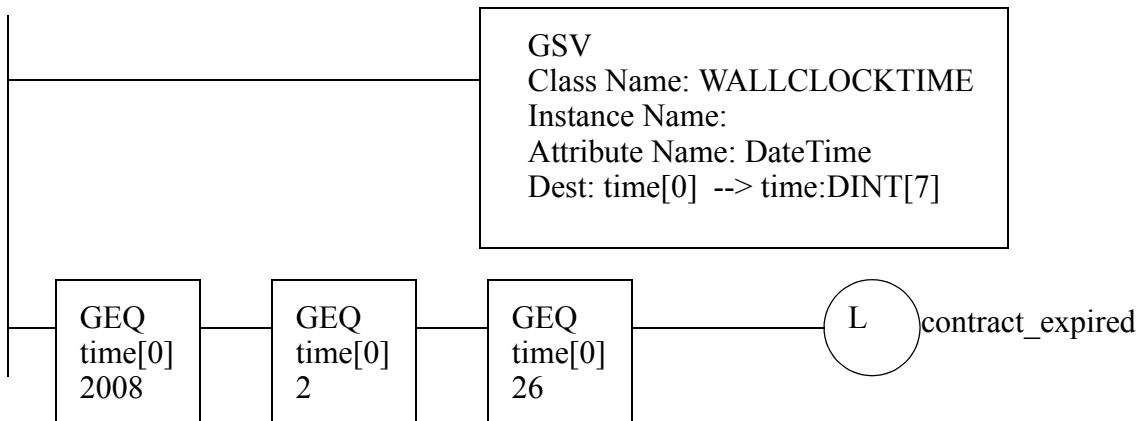 GSV
Class Name: WALLCLOCKTIME
Instance Name:
Attribute Name: DateTime
Dest: time[0]  --> time:DINT[7]
GEQ
time[0]
2008
GEQ
time[0]
2
GEQ
time[0]
26
L
contract_expired